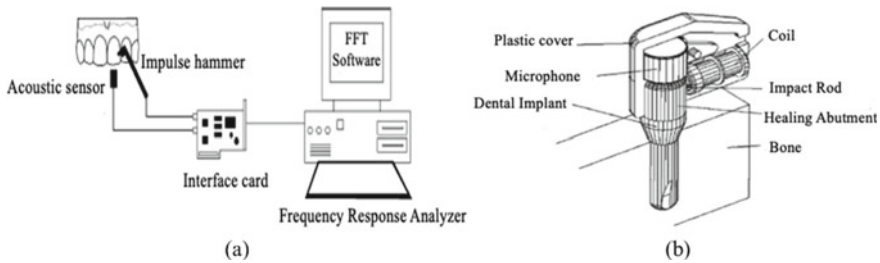 FFT
Software
Impulse hammer
Acoustic sensor
Interface card
Frequency Response Analyzer
(a)
Plastic cover
Coil
Microphone
Impact Rod
Dental Implant
Healing Abutment
Bone
(b)